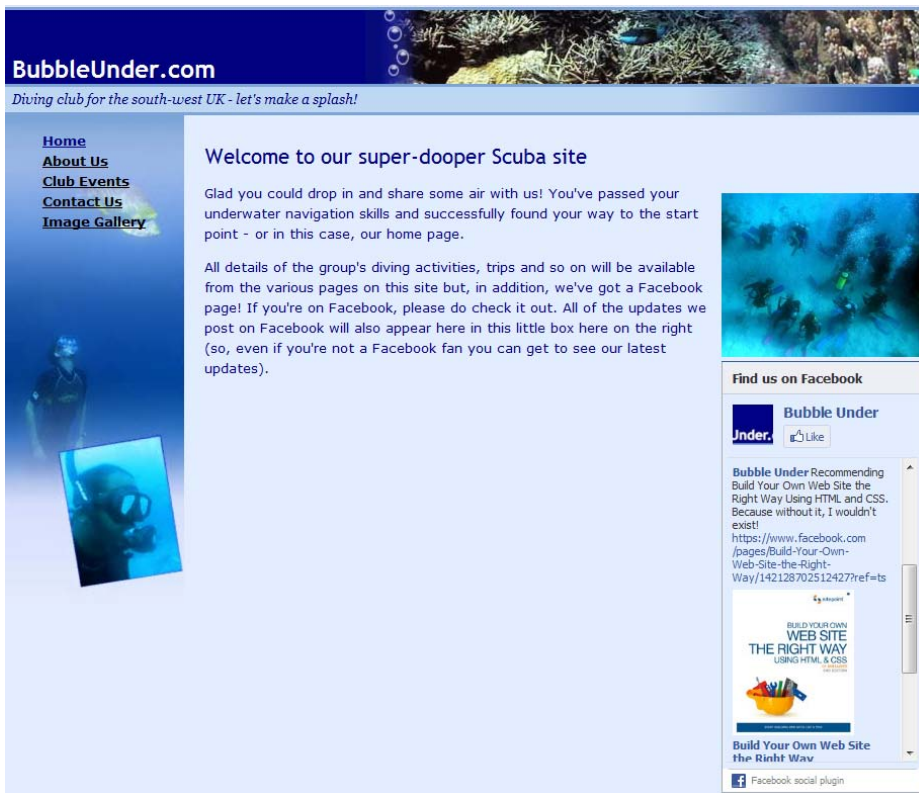 BubbleUnder.com
Diving club for the south-west UK - let's make a splash!
Home
About Us
Club Events
Contact Us
Image Gallery
Welcome to our super-dooper Scuba site
Glad you could drop in and share some air with us! You've passed your
underwater navigation skills and successfully found your way to the start
point - or in this case, our home page.
All details of the group's diving activities, trips and so on will be available
from the various pages on this site but, in addition, we've got a Facebook
page! If you're on Facebook, please do check it out. All of the updates we
post on Facebook will also appear here in this little box here on the right
(so, even if you're not a Facebook fan you can get to see our latest
updates).
Find us on Facebook
Under.
Bubble Under
Like
Bubble Under Recommending
Build Your Own Web Site the
Right Way Using HTML and CSS.
Because without it, I wouldn't
exist!
https://www.facebook.com
/pages/Build-Your-Own-
Web-Site-the-Right-
Way/142128702512427?ref=ts
sitepoint
BUILD YOUR OWN
WEB SITE
THE RIGHT WAY
USING HTML & CSS
Build Your Own Web Site
the Right Way
Facebook social plugin